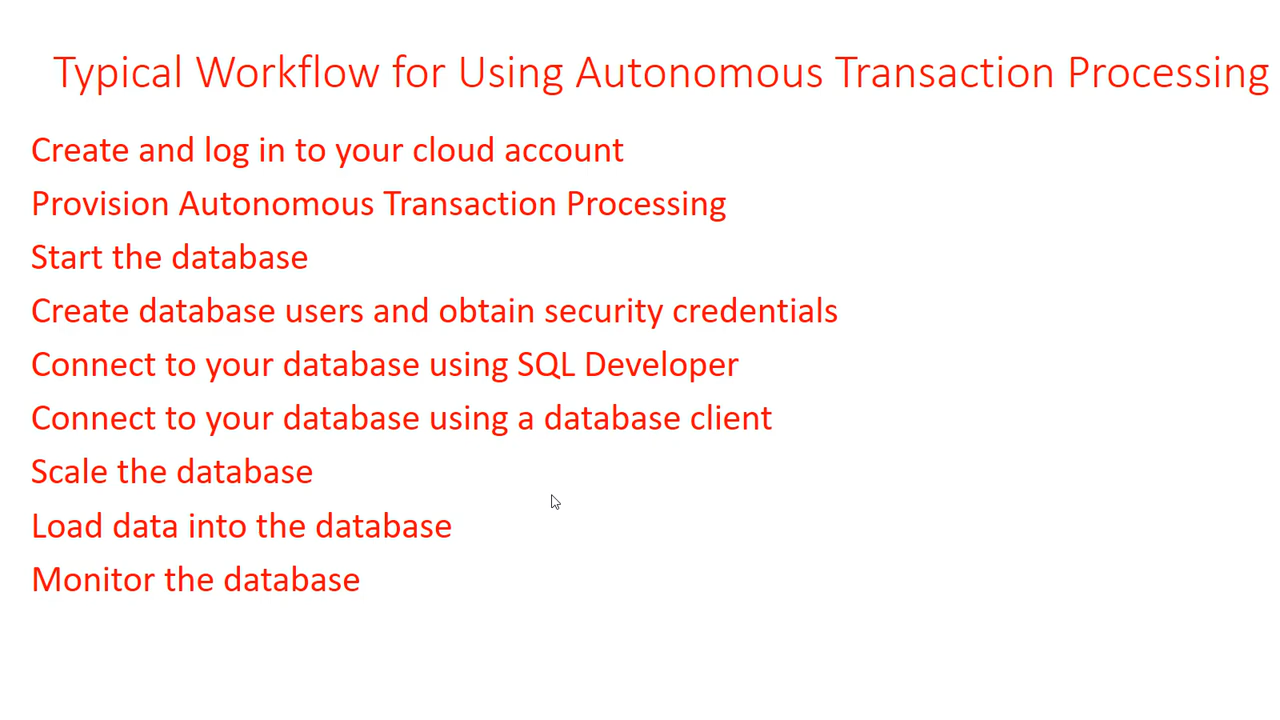 Typical Workflow for Using Autonomous Transaction Processing
Create and log in to your cloud account
Provision Autonomous Transaction Processing
Start the database
Create database users and obtain security credentials
Connect to your database using SQL Developer
Connect to your database using a database client
Scale the database
Load data into the database
Monitor the database